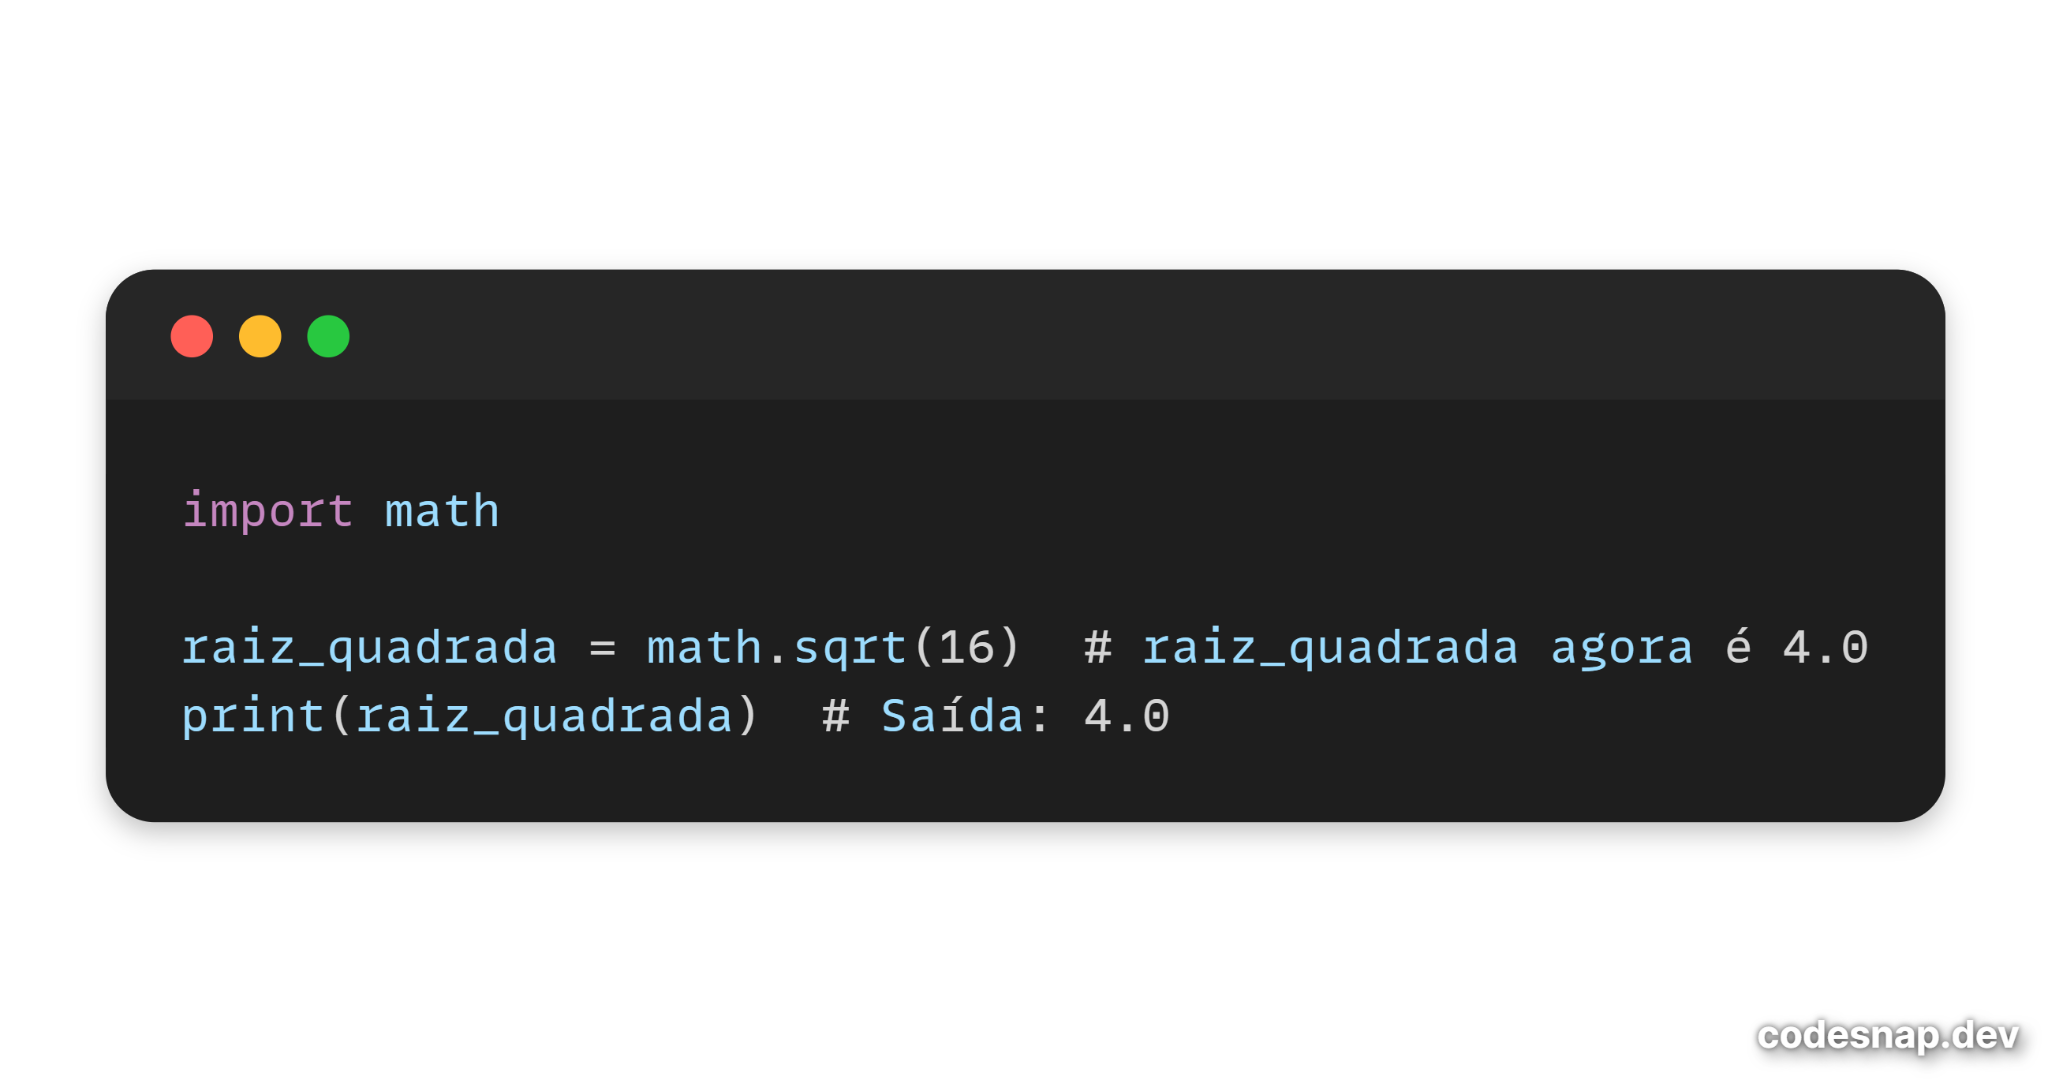 import math
raiz_quadrada = math.sqrt(16)  # raiz_quadrada agora é 4.0
print(raiz_quadrada)  # Saída: 4.0
codesnap.dev